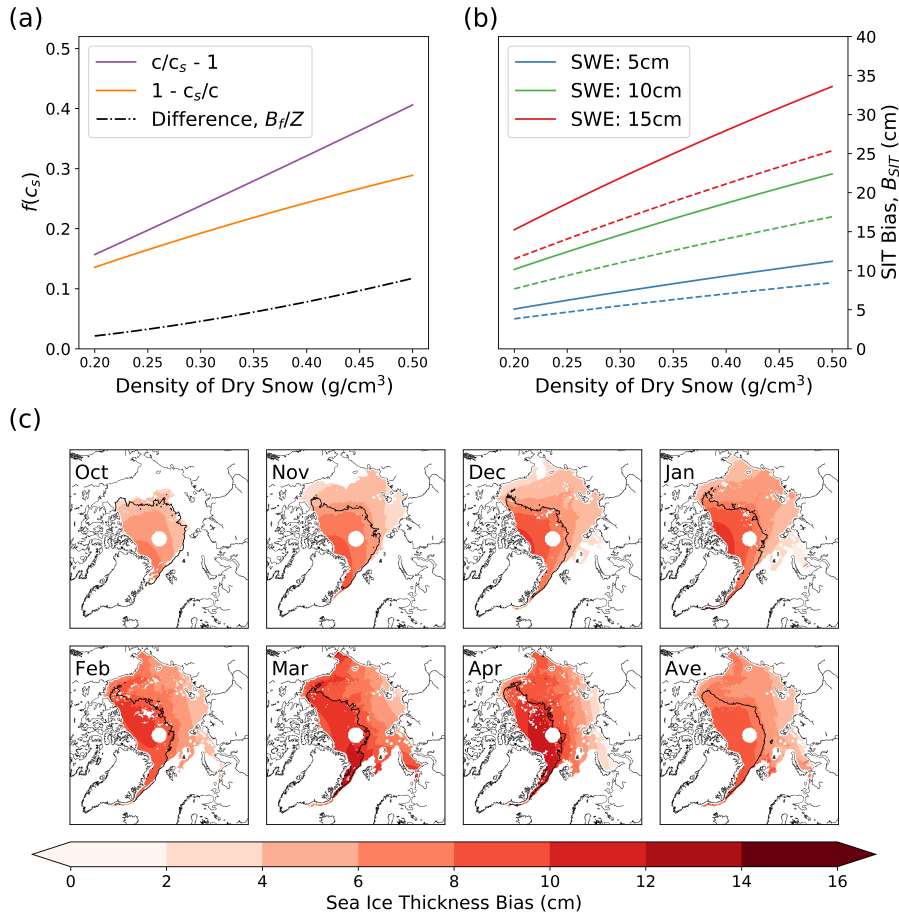 (a)
(b)
0.5
0.4
0.3
0.2
0.1
0.0
f(c_s)
c/c_s - 1
1 - c_s/c
Difference, B_f/Z
0.20 0.25 0.30 0.35 0.40 0.45 0.50
Density of Dry Snow (g/cm³)
SWE: 5cm
SWE: 10cm
SWE: 15cm
40
35
30
25
20
15
10
5
0
SIT Bias, B_SIT (cm)
0.20 0.25 0.30 0.35 0.40 0.45 0.50
Density of Dry Snow (g/cm³)
(c)
Oct
Nov
Dec
Jan
Feb
Mar
Apr
Ave.
0 2 4 6 8 10 12 14 16
Sea Ice Thickness Bias (cm)